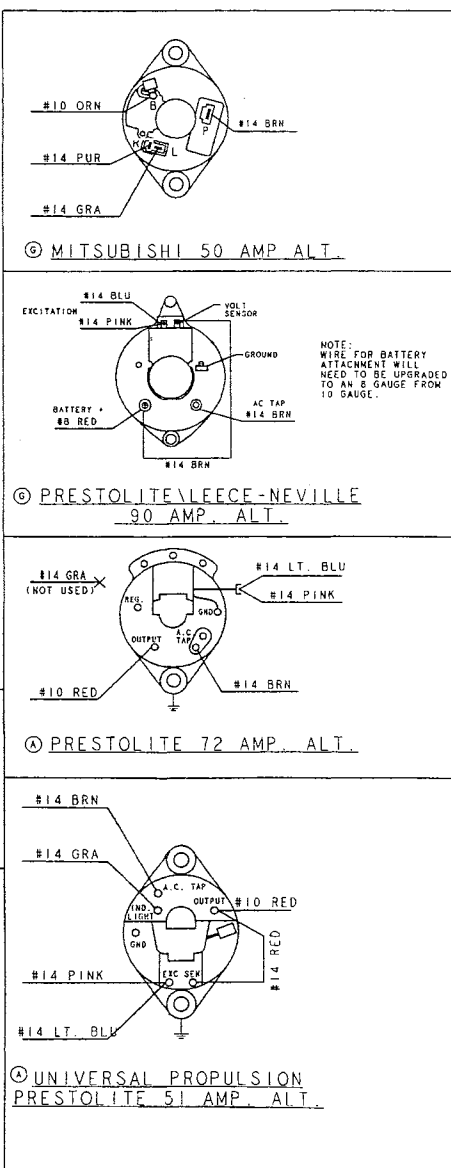 #10 ORN
B
#14 BRN
P
R
L
#14 PUR
#14 GRA
Ⓖ MITSUBISHI 50 AMP ALT.
#14 BLU
EXCITATION
#14 PINK
VOLT
SENSOR
GROUND
NOTE:
WIRE FOR BATTERY
ATTACHMENT WILL
NEED TO BE UPGRADED
TO AN 8 GAUGE FROM
10 GAUGE.
BATTERY +
#8 RED
AC TAP
#14 BRN
#14 BRN
Ⓖ PRESTOLITE\LEECE-NEVILLE
90 AMP. ALT.
#14 GRA
(NOT USED)
#14 LT. BLU
#14 PINK
REG.
GND
A.C.
TAP
OUTPUT
#10 RED
#14 BRN
Ⓐ PRESTOLITE 72 AMP. ALT.
#14 BRN
#14 GRA
A.C. TAP
OUTPUT
#10 RED
IND.
LIGHT
GND
#14 RED
#14 PINK
EXC SEN
#14 LT. BLU
Ⓐ UNIVERSAL PROPULSION
PRESTOLITE 51 AMP. ALT.